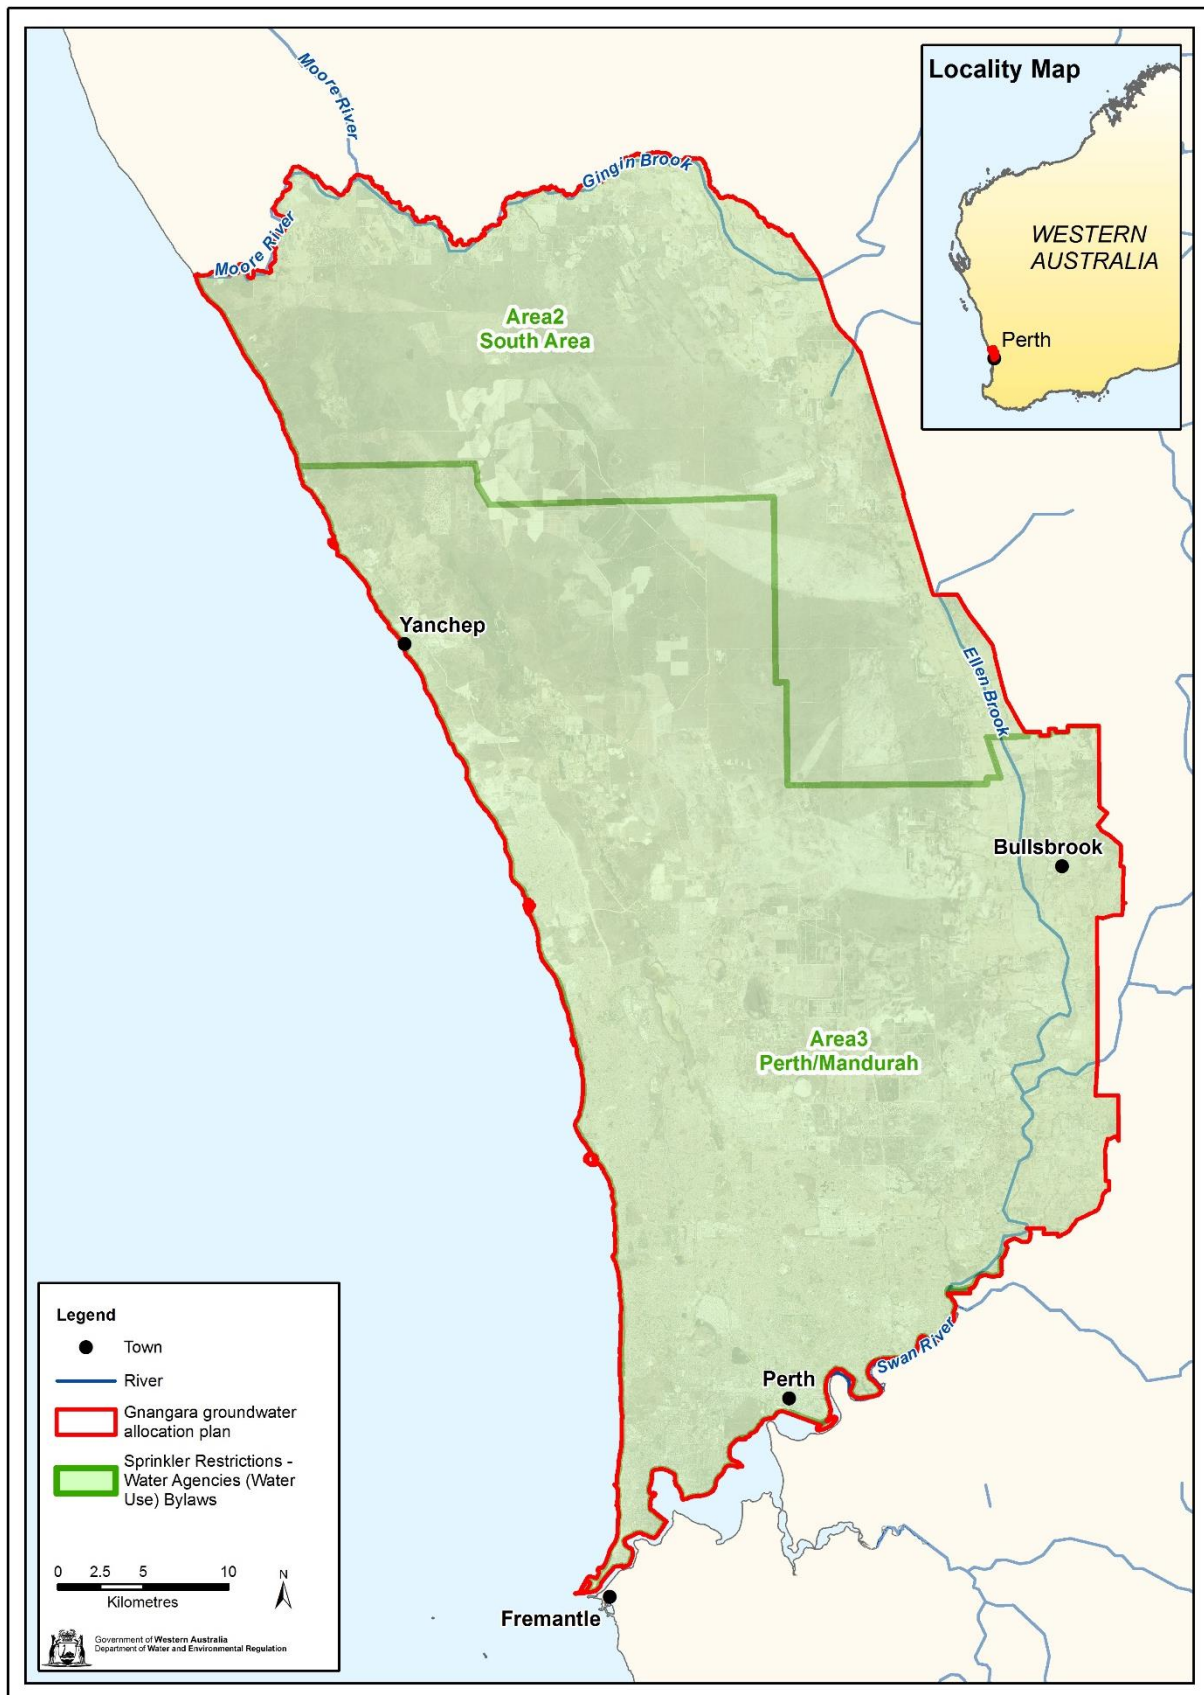 Moore River
Gingin Brook
Moore River
Locality Map
WESTERN
AUSTRALIA
Perth
Area2
South Area
Yanchep
Ellen Brook
Bullsbrook
Area3
Perth/Mandurah
Swan River
Perth
Fremantle
Legend
Town
River
Gnangara groundwater
allocation plan
Sprinkler Restrictions -
Water Agencies (Water
Use) Bylaws
0 2.5 5 10
Kilometres
N
Government of Western Australia
Department of Water and Environmental Regulation